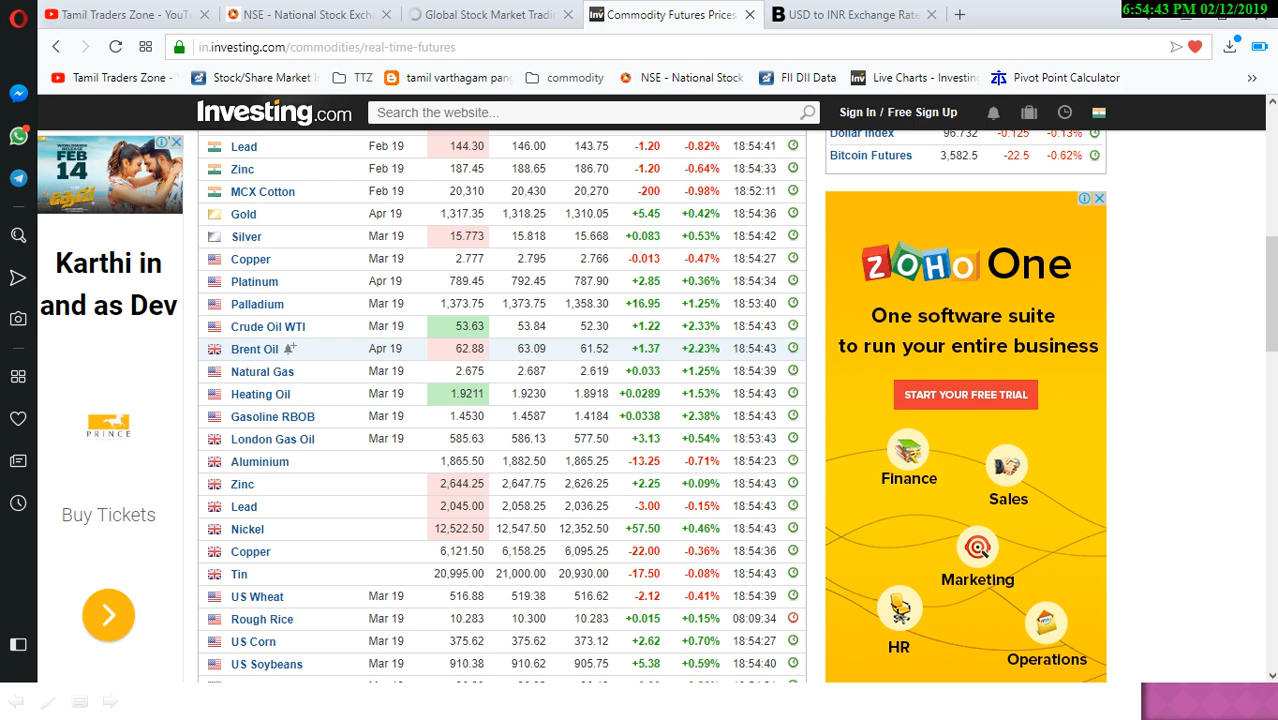 6:54:43 PM 02/12/2019
Tamil Traders Zone - YouT
NSE - National Stock Exch
Global Stock Market Tradi
Commodity Futures Prices
USD to INR Exchange Rate
in.investing.com/commodities/real-time-futures
Tamil Traders Zone -
Stock/Share Market I
TTZ
tamil varthagam pang
commodity
NSE - National Stock
FII DII Data
Live Charts - Investing
Pivot Point Calculator
Investing.com
Search the website...
Sign In / Free Sign Up
Lead Feb 19 144.30 146.00 143.75 -1.20 -0.82% 18:54:41
Zinc Feb 19 187.45 188.65 186.70 -1.20 -0.64% 18:54:33
MCX Cotton Feb 19 20,310 20,430 20,270 -200 -0.98% 18:52:11
Gold Apr 19 1,317.35 1,318.25 1,310.05 +5.45 +0.42% 18:54:36
Silver Mar 19 15.773 15.818 15.668 +0.083 +0.53% 18:54:42
Copper Mar 19 2.777 2.795 2.766 -0.013 -0.47% 18:54:27
Platinum Apr 19 789.45 792.45 787.90 +2.85 +0.36% 18:54:34
Palladium Mar 19 1,373.75 1,373.75 1,358.30 +16.95 +1.25% 18:53:40
Crude Oil WTI Mar 19 53.63 53.84 52.30 +1.22 +2.33% 18:54:43
Brent Oil Apr 19 62.88 63.09 61.52 +1.37 +2.23% 18:54:43
Natural Gas Mar 19 2.675 2.687 2.619 +0.033 +1.25% 18:54:39
Heating Oil Mar 19 1.9211 1.9230 1.8918 +0.0289 +1.53% 18:54:43
Gasoline RBOB Mar 19 1.4530 1.4587 1.4184 +0.0338 +2.38% 18:54:43
London Gas Oil Mar 19 585.63 586.13 577.50 +3.13 +0.54% 18:53:43
Aluminium 1,865.50 1,882.50 1,865.25 -13.25 -0.71% 18:54:23
Zinc 2,644.25 2,647.75 2,626.25 +2.25 +0.09% 18:54:43
Lead 2,045.00 2,058.25 2,036.25 -3.00 -0.15% 18:54:43
Nickel 12,522.50 12,547.50 12,352.50 +57.50 +0.46% 18:54:43
Copper 6,121.50 6,158.25 6,095.25 -22.00 -0.36% 18:54:36
Tin 20,995.00 21,000.00 20,930.00 -17.50 -0.08% 18:54:43
US Wheat Mar 19 516.88 519.38 516.62 -2.12 -0.41% 18:54:39
Rough Rice Mar 19 10.283 10.300 10.283 +0.015 +0.15% 08:09:34
US Corn Mar 19 375.62 375.62 373.12 +2.62 +0.70% 18:54:27
US Soybeans Mar 19 910.38 910.62 905.75 +5.38 +0.59% 18:54:40
Dollar Index 96.732 -0.125 -0.13%
Bitcoin Futures 3,582.5 -22.5 -0.62%
WORLDWIDE
RELEASE
FEB
14
Karthi in
and as Dev
PRINCE
Buy Tickets
ZOHO One
One software suite
to run your entire business
START YOUR FREE TRIAL
Finance
Sales
Marketing
HR
Operations